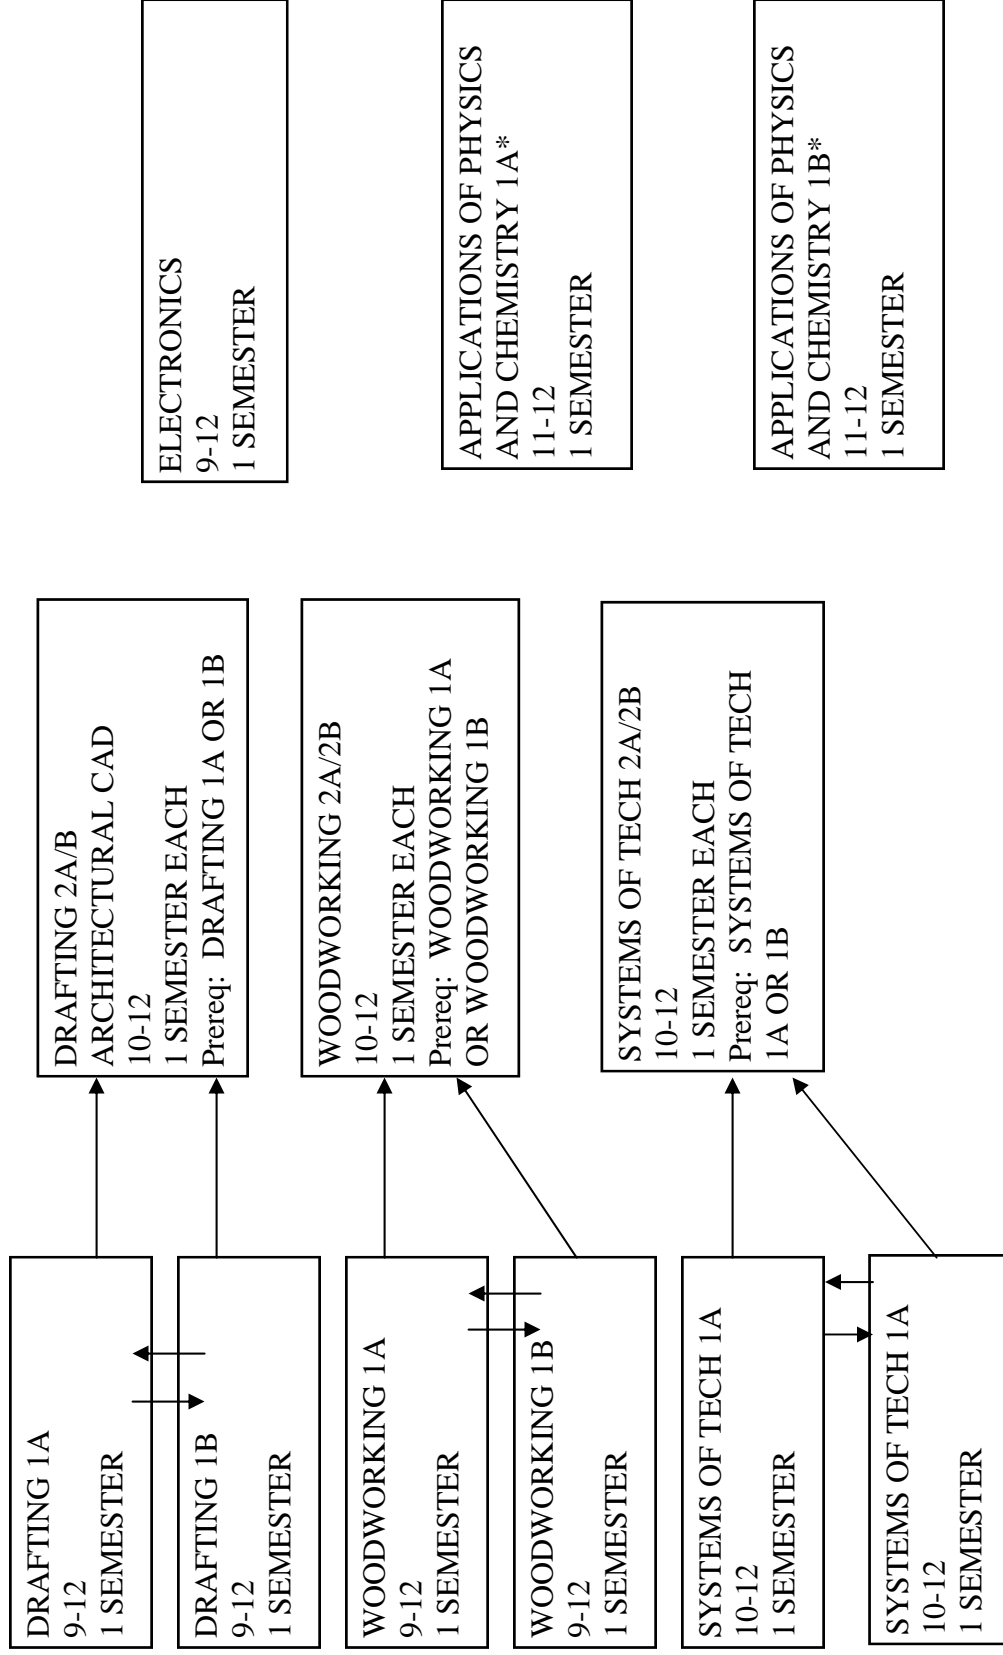 DRAFTING 1A
9-12
1 SEMESTER
DRAFTING 1B
9-12
1 SEMESTER
WOODWORKING 1A
9-12
1 SEMESTER
WOODWORKING 1B
9-12
1 SEMESTER
SYSTEMS OF TECH 1A
10-12
1 SEMESTER
SYSTEMS OF TECH 1A
10-12
1 SEMESTER
DRAFTING 2A/B
ARCHITECTURAL CAD
10-12
1 SEMESTER EACH
Prereq: DRAFTING 1A OR 1B
WOODWORKING 2A/2B
10-12
1 SEMESTER EACH
Prereq: WOODWORKING 1A
OR WOODWORKING 1B
SYSTEMS OF TECH 2A/2B
10-12
1 SEMESTER EACH
Prereq: SYSTEMS OF TECH
1A OR 1B
ELECTRONICS
9-12
1 SEMESTER
APPLICATIONS OF PHYSICS
AND CHEMISTRY 1A*
11-12
1 SEMESTER
APPLICATIONS OF PHYSICS
AND CHEMISTRY 1B*
11-12
1 SEMESTER